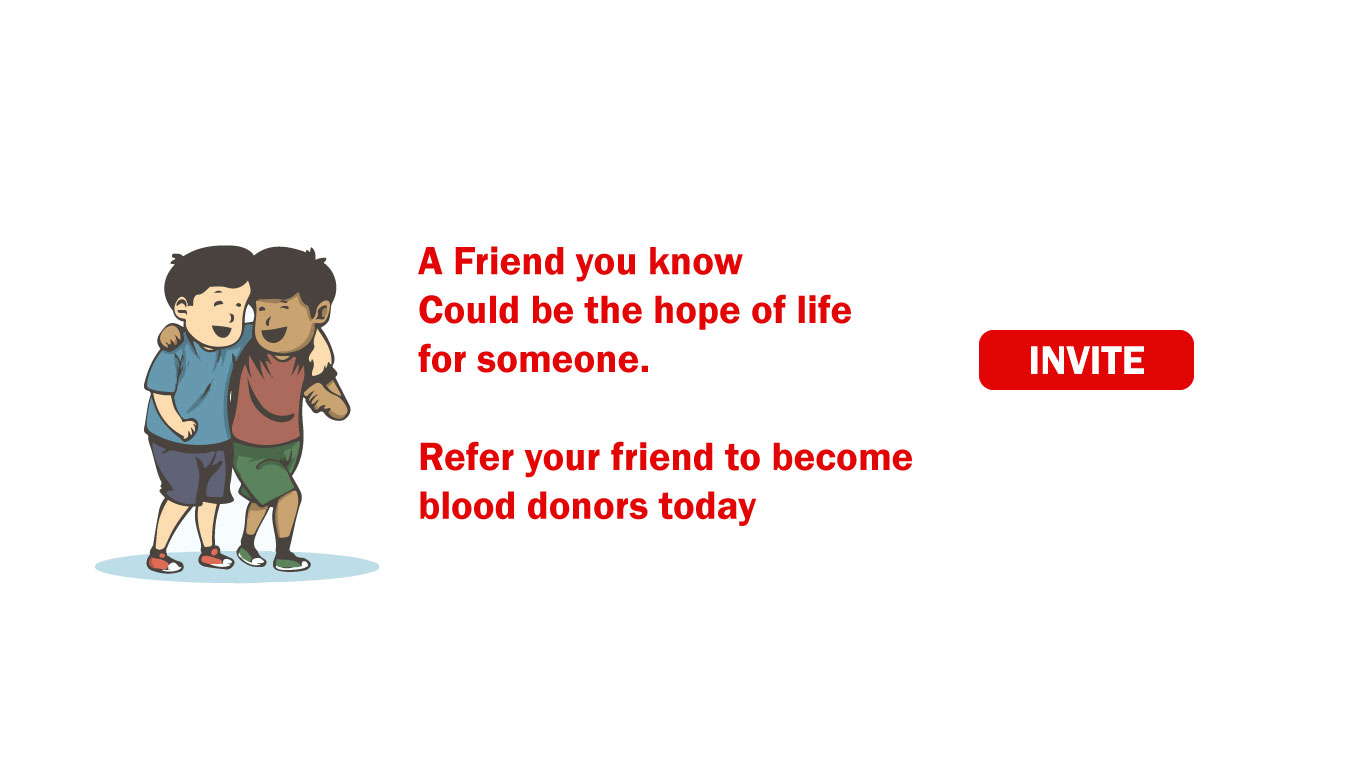 A Friend you know
Could be the hope of life
for someone.
INVITE
Refer your friend to become
blood donors today